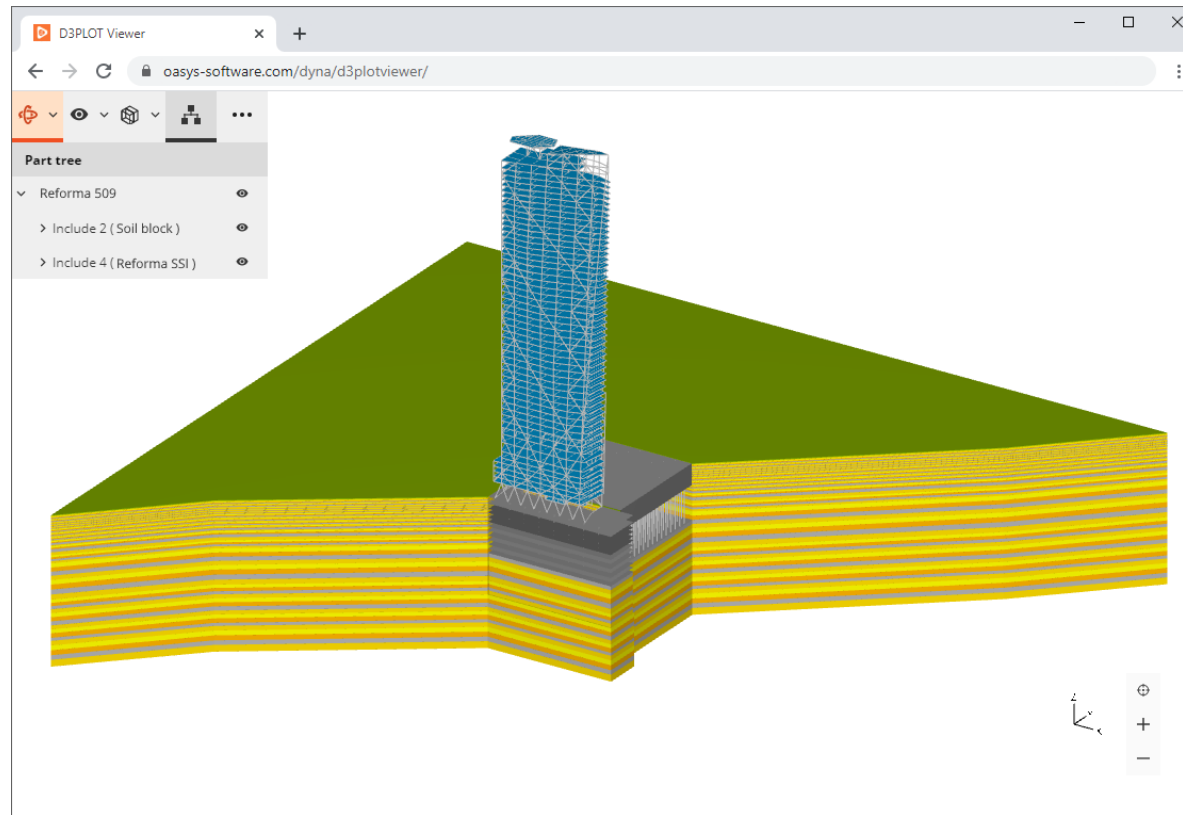 D3PLOT Viewer
oasys-software.com/dyna/d3plotviewer/
Part tree
Reforma 509
Include 2 ( Soil block )
Include 4 ( Reforma SSI )